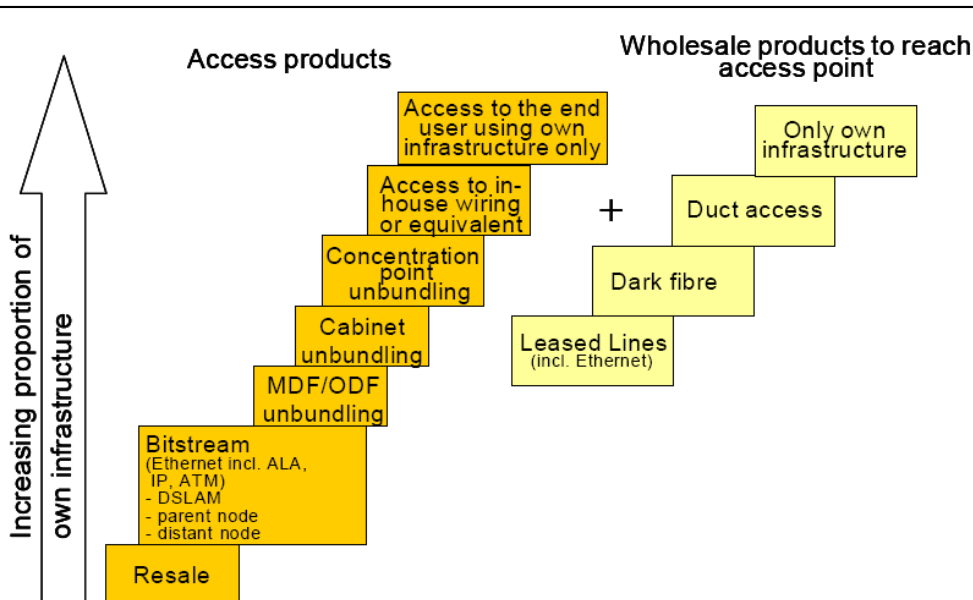 Access products
Wholesale products to reach
access point
Access to the end
user using own
infrastructure only
Only own
infrastructure
Access to in-
house wiring
or equivalent
+
Duct access
Concentration
point
unbundling
Dark fibre
Cabinet
unbundling
Leased Lines
(incl. Ethernet)
MDF/ODF
unbundling
Bitstream
(Ethernet incl. ALA,
IP, ATM)
- DSLAM
- parent node
- distant node
Resale
Increasing proportion of
own infrastructure